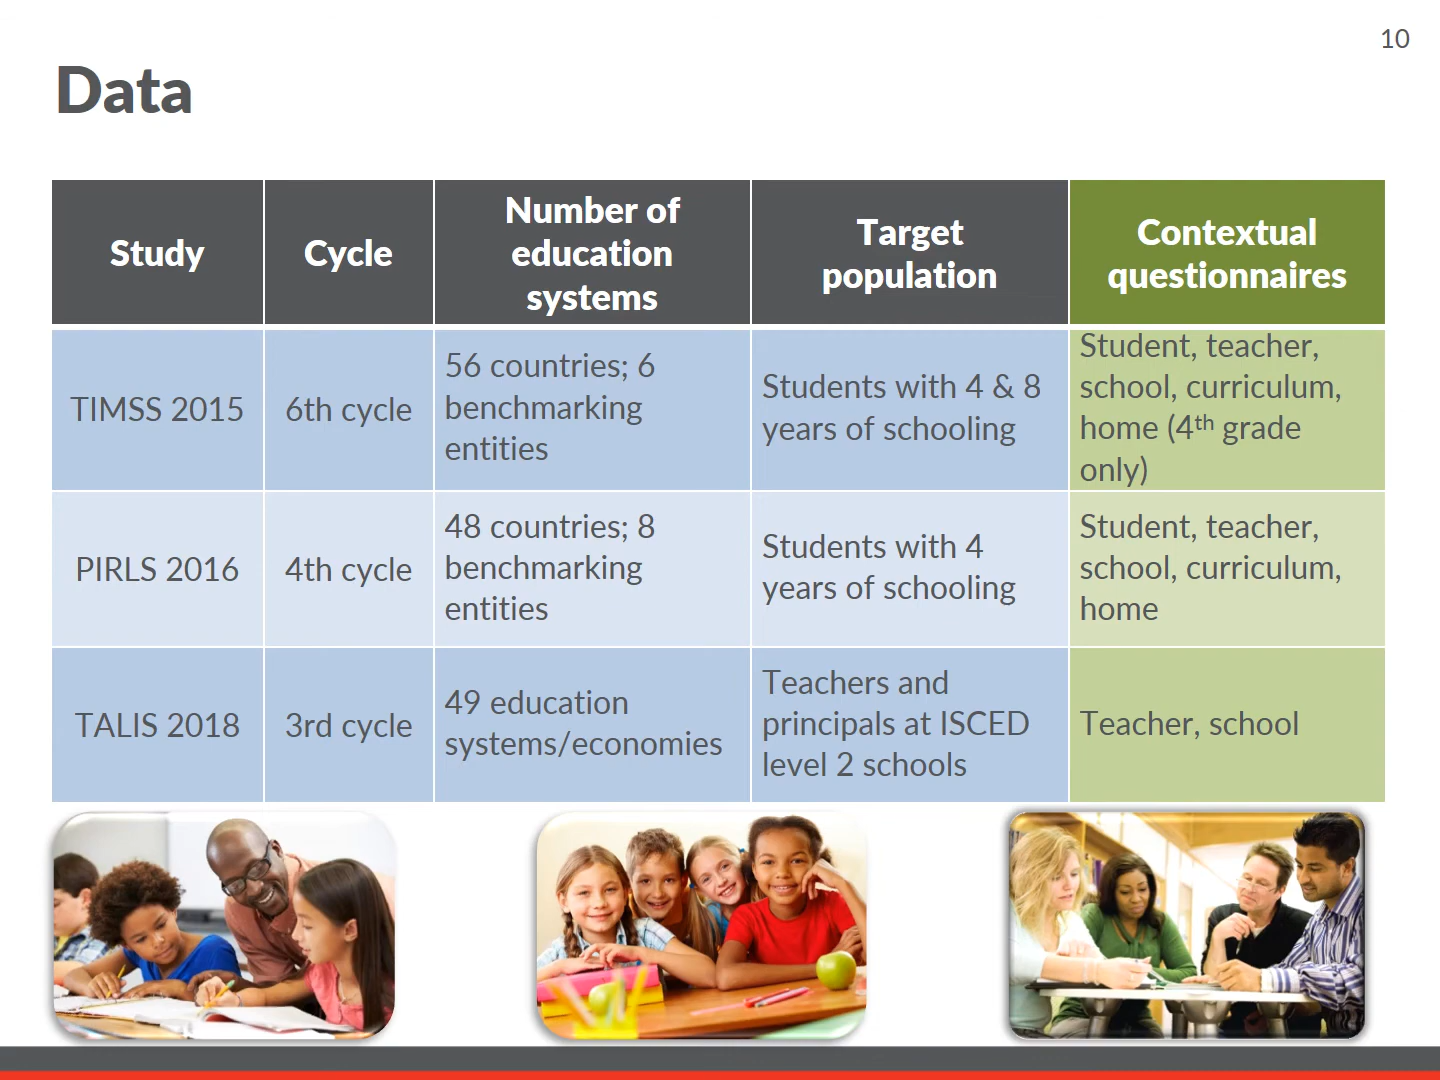 10
Data
Study
Cycle
Number of
education
systems
Target
population
Contextual
questionnaires
TIMSS 2015
6th cycle
56 countries; 6
benchmarking
entities
Students with 4 & 8
years of schooling
Student, teacher,
school, curriculum,
home (4th grade
only)
PIRLS 2016
4th cycle
48 countries; 8
benchmarking
entities
Students with 4
years of schooling
Student, teacher,
school, curriculum,
home
TALIS 2018
3rd cycle
49 education
systems/economies
Teachers and
principals at ISCED
level 2 schools
Teacher, school